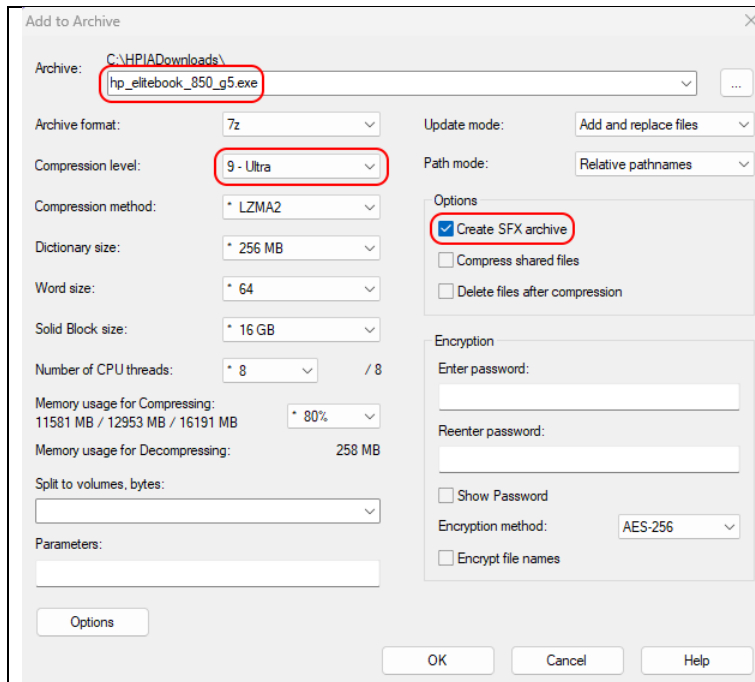 Add to Archive
Archive:
C:\HPIADownloads\
hp_elitebook_850_g5.exe
...
Archive format:
7z
Compression level:
9 - Ultra
Compression method:
* LZMA2
Dictionary size:
* 256 MB
Word size:
* 64
Solid Block size:
* 16 GB
Number of CPU threads:
* 8
/ 8
Memory usage for Compressing:
11581 MB / 12953 MB / 16191 MB
* 80%
Memory usage for Decompressing:
258 MB
Split to volumes, bytes:
Parameters:
Options
Update mode:
Add and replace files
Path mode:
Relative pathnames
Options
Create SFX archive
Compress shared files
Delete files after compression
Encryption
Enter password:
Reenter password:
Show Password
Encryption method:
AES-256
Encrypt file names
OK
Cancel
Help